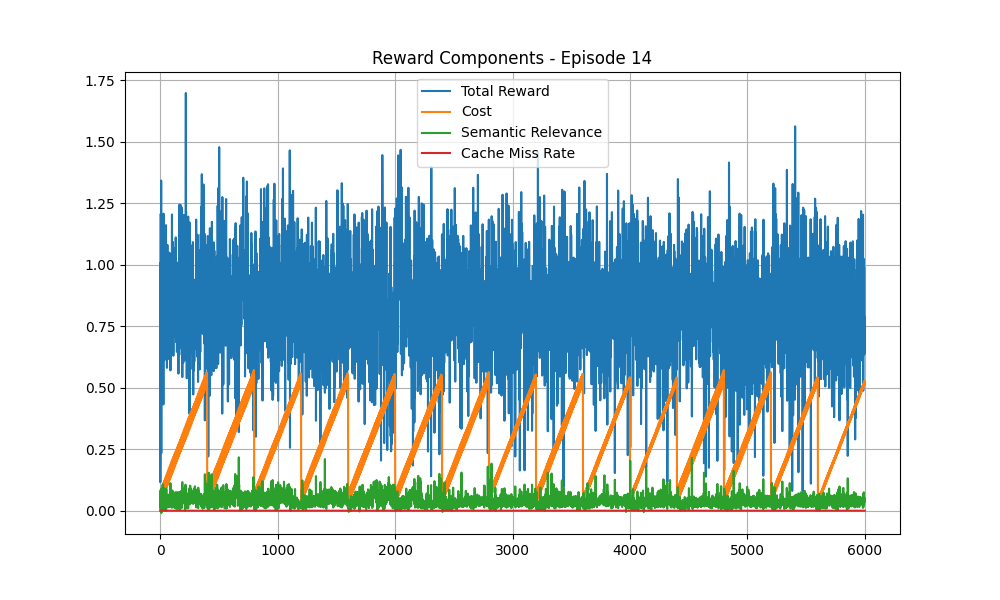 Reward Components - Episode 14
Total Reward
Cost
Semantic Relevance
Cache Miss Rate
1.75
1.50
1.25
1.00
0.75
0.50
0.25
0.00
0 1000 2000 3000 4000 5000 6000